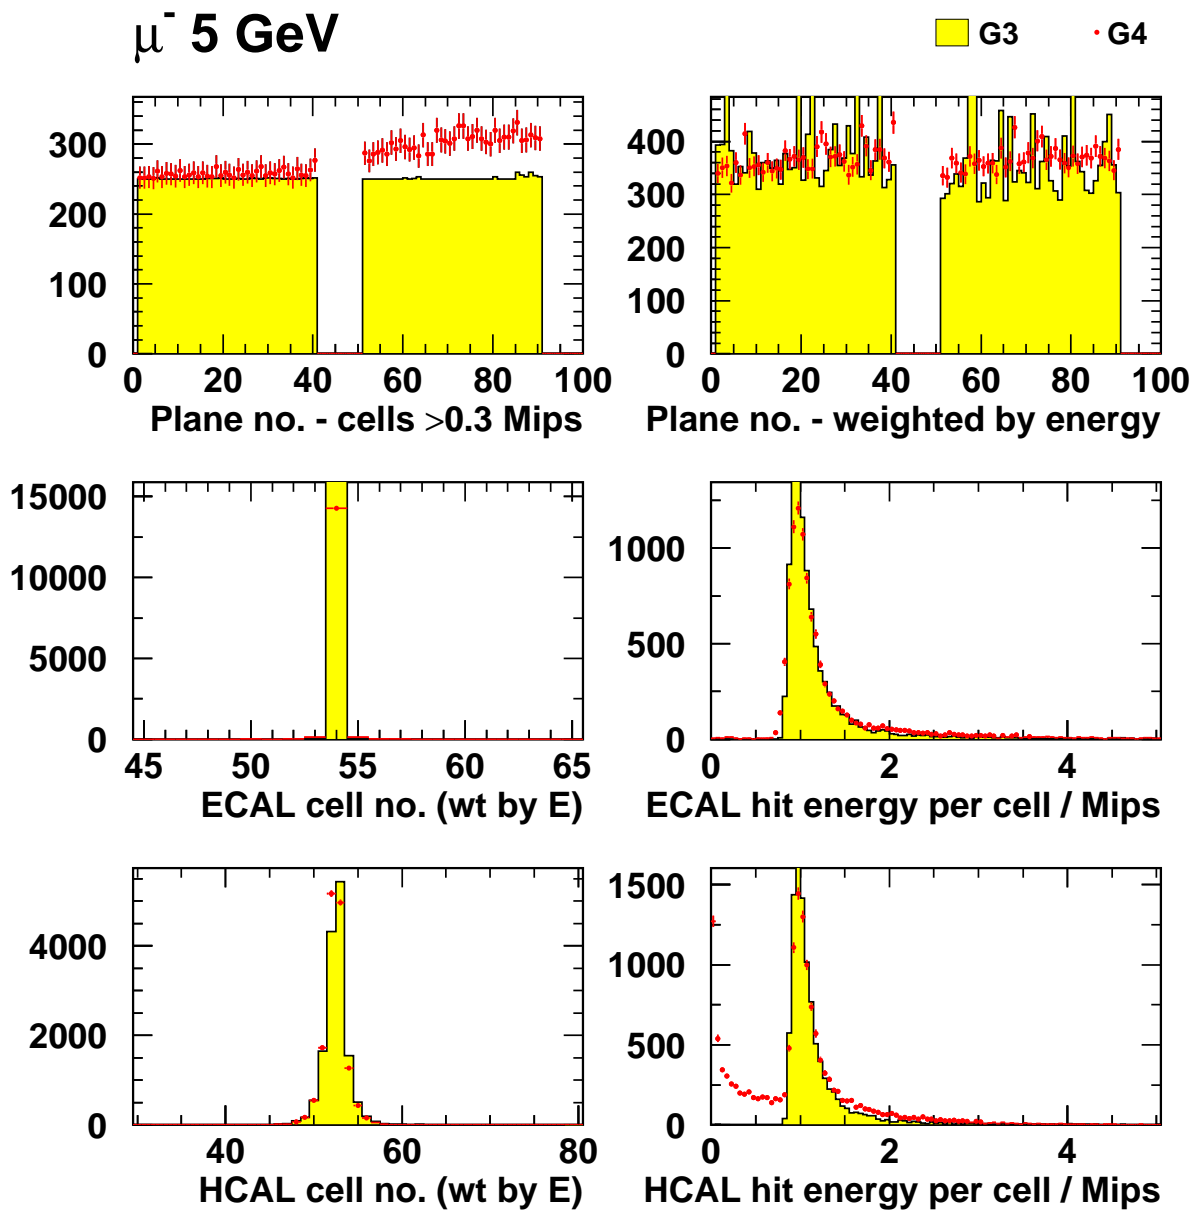 μ⁻ 5 GeV
G3
G4
300
200
100
0
0 20 40 60 80 100
Plane no. - cells >0.3 Mips
400
300
200
100
0
0 20 40 60 80 100
Plane no. - weighted by energy
15000
10000
5000
0
45 50 55 60 65
ECAL cell no. (wt by E)
1000
500
0
0 2 4
ECAL hit energy per cell / Mips
4000
2000
0
40 60 80
HCAL cell no. (wt by E)
1500
1000
500
0
0 2 4
HCAL hit energy per cell / Mips